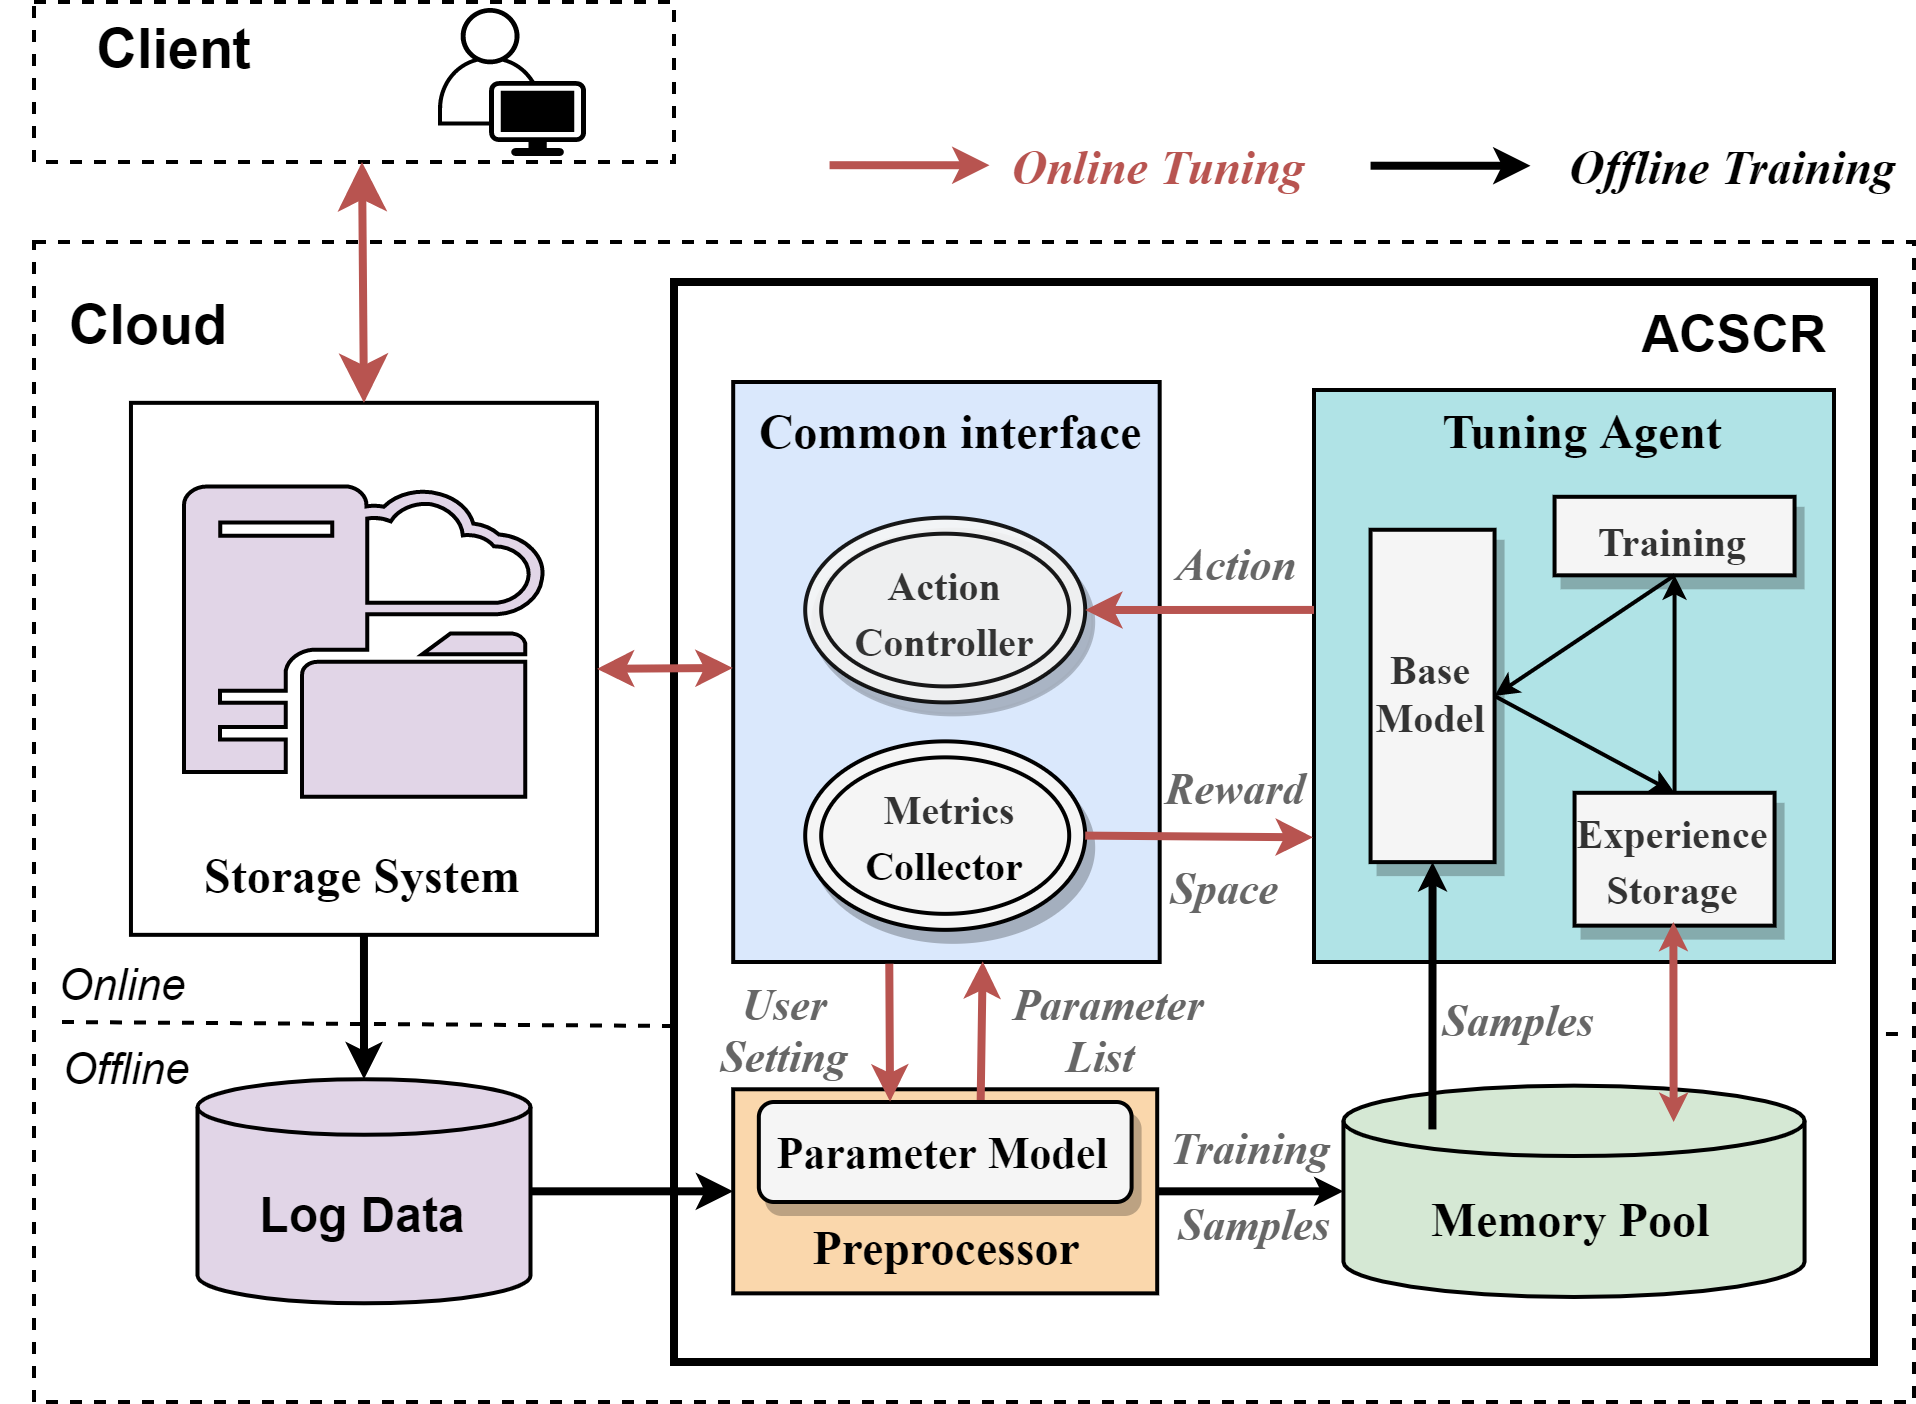 Client
Online Tuning
Offline Training
Cloud
ACSCR
Common interface
Tuning Agent
Training
Action
Action
Controller
Base
Model
Reward
Metrics
Collector
Experience
Storage
Space
Storage System
Online
Offline
User
Setting
Parameter
List
Samples
Log Data
Parameter Model
Preprocessor
Training
Samples
Memory Pool